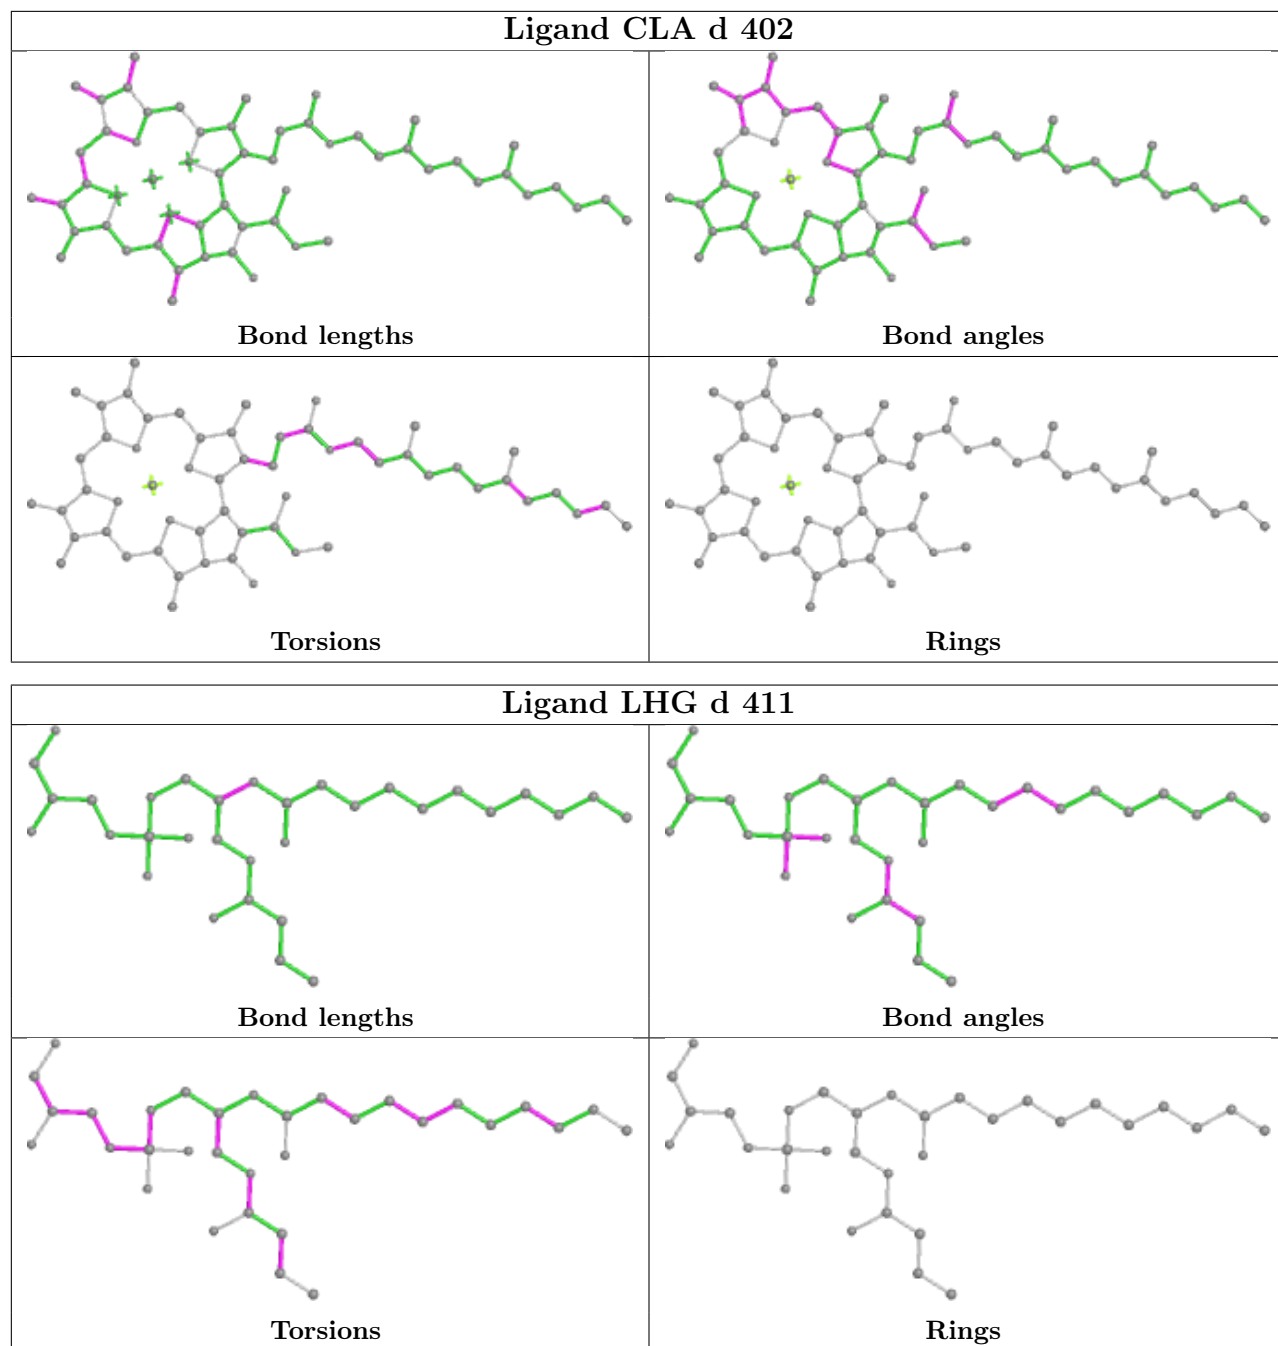 Ligand CLA d 402
Bond lengths
Bond angles
Torsions
Rings
Ligand LHG d 411
Bond lengths
Bond angles
Torsions
Rings